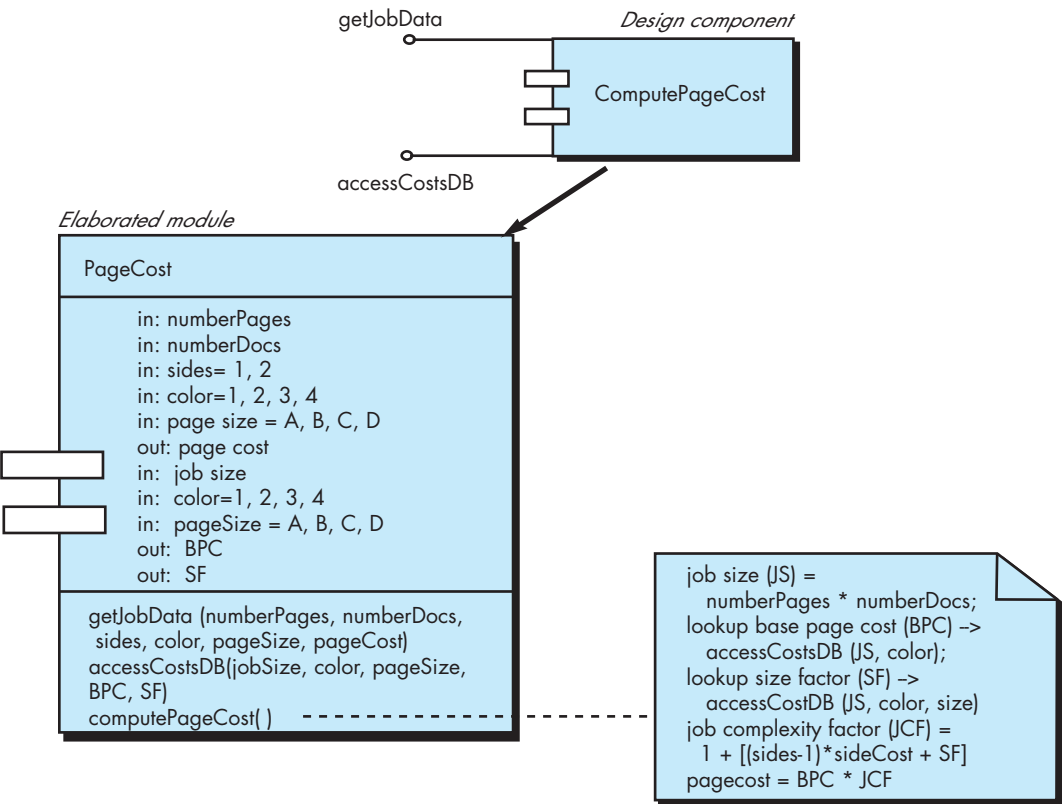 getJobData
Design component
ComputePageCost
accessCostsDB
Elaborated module
PageCost
in: numberPages
in: numberDocs
in: sides= 1, 2
in: color=1, 2, 3, 4
in: page size = A, B, C, D
out: page cost
in: job size
in: color=1, 2, 3, 4
in: pageSize = A, B, C, D
out: BPC
out: SF
getJobData (numberPages, numberDocs,
sides, color, pageSize, pageCost)
accessCostsDB(jobSize, color, pageSize,
BPC, SF)
computePageCost( )
job size (JS) =
numberPages * numberDocs;
lookup base page cost (BPC) -->
accessCostsDB (JS, color);
lookup size factor (SF) -->
accessCostDB (JS, color, size)
job complexity factor (JCF) =
1 + [(sides-1)*sideCost + SF]
pagecost = BPC * JCF